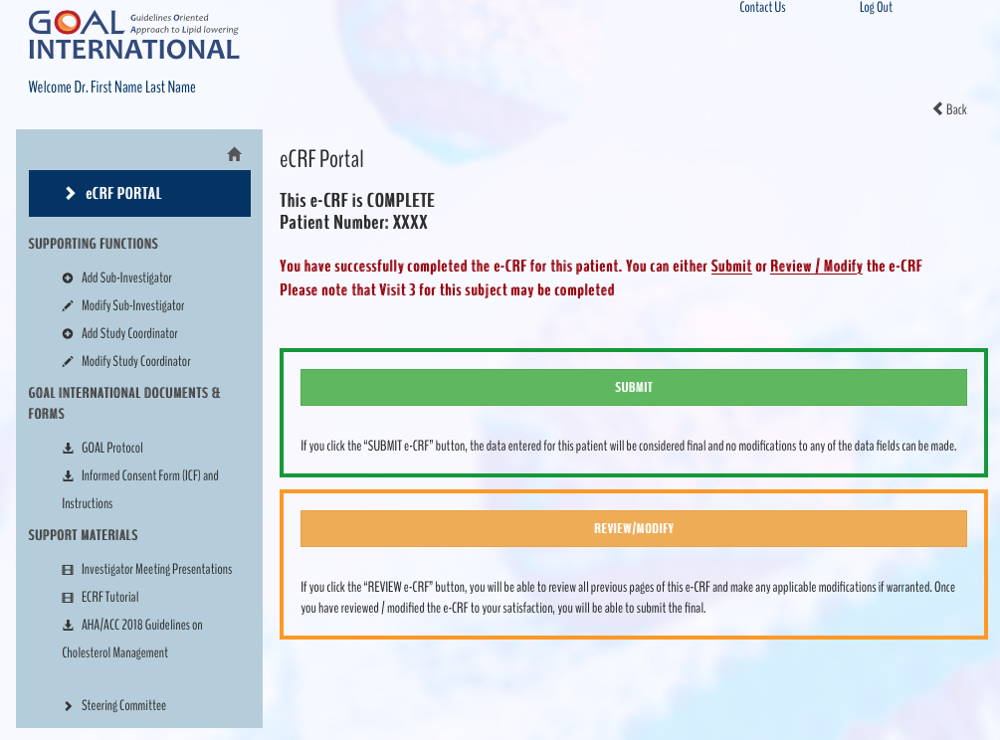 Contact Us
Log Out
GOAL Guidelines Oriented
Approach to Lipid lowering
INTERNATIONAL
Welcome Dr. First Name Last Name
Back
eCRF PORTAL
SUPPORTING FUNCTIONS
Add Sub-Investigator
Modify Sub-Investigator
Add Study Coordinator
Modify Study Coordinator
GOAL INTERNATIONAL DOCUMENTS &
FORMS
GOAL Protocol
Informed Consent Form (ICF) and
Instructions
SUPPORT MATERIALS
Investigator Meeting Presentations
ECRF Tutorial
AHA/ACC 2018 Guidelines on
Cholesterol Management
Steering Committee
eCRF Portal
This e-CRF is COMPLETE
Patient Number: XXXX
You have successfully completed the e-CRF for this patient. You can either Submit or Review / Modify the e-CRF
Please note that Visit 3 for this subject may be completed
SUBMIT
If you click the “SUBMIT e-CRF” button, the data entered for this patient will be considered final and no modifications to any of the data fields can be made.
REVIEW/MODIFY
If you click the “REVIEW e-CRF” button, you will be able to review all previous pages of this e-CRF and make any applicable modifications if warranted. Once
you have reviewed / modified the e-CRF to your satisfaction, you will be able to submit the final.